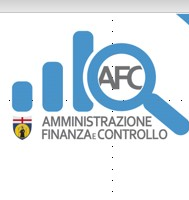 AFC
AMMINISTRAZIONE
FINANZA E CONTROLLO